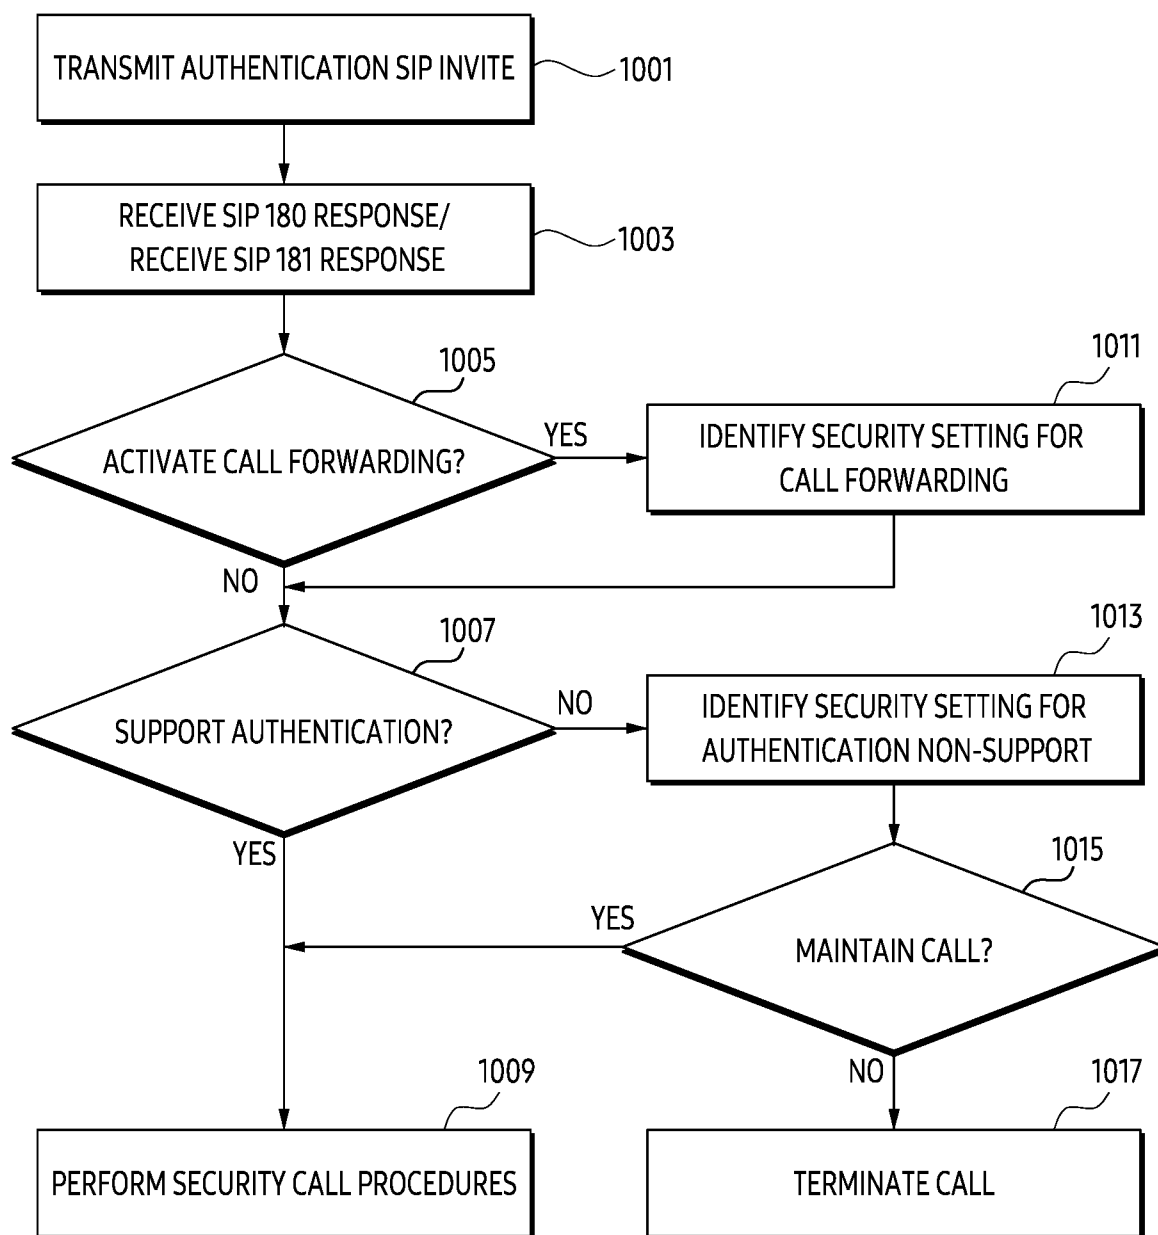 TRANSMIT AUTHENTICATION SIP INVITE
1001
RECEIVE SIP 180 RESPONSE/
RECEIVE SIP 181 RESPONSE
1003
1005
ACTIVATE CALL FORWARDING?
YES
1011
IDENTIFY SECURITY SETTING FOR
CALL FORWARDING
NO
1007
SUPPORT AUTHENTICATION?
NO
1013
IDENTIFY SECURITY SETTING FOR
AUTHENTICATION NON-SUPPORT
YES
1015
YES
MAINTAIN CALL?
NO
1009
PERFORM SECURITY CALL PROCEDURES
1017
TERMINATE CALL